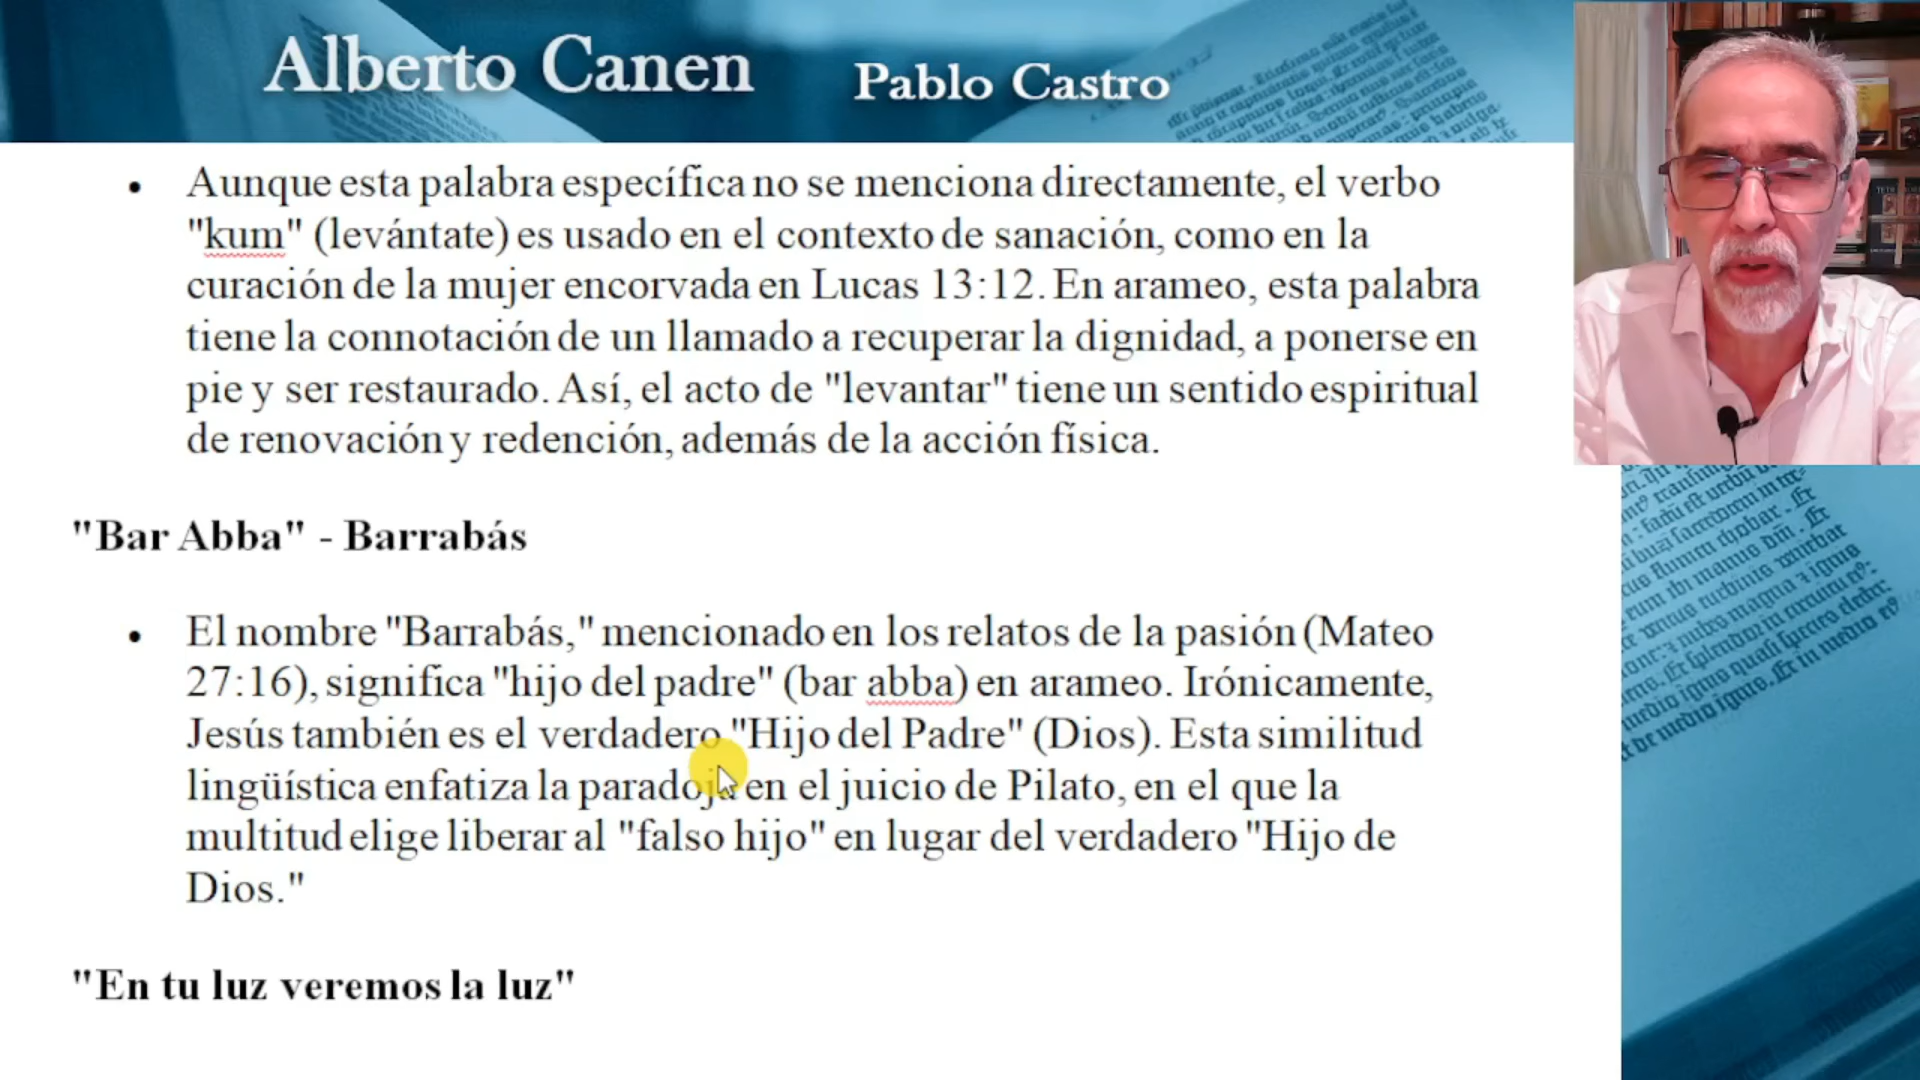 Alberto Canen
Pablo Castro
• Aunque esta palabra específica no se menciona directamente, el verbo
"kum" (levántate) es usado en el contexto de sanación, como en la
curación de la mujer encorvada en Lucas 13:12. En arameo, esta palabra
tiene la connotación de un llamado a recuperar la dignidad, a ponerse en
pie y ser restaurado. Así, el acto de "levantar" tiene un sentido espiritual
de renovación y redención, además de la acción física.
"Bar Abba" - Barrabás
• El nombre "Barrabás," mencionado en los relatos de la pasión (Mateo
27:16), significa "hijo del padre" (bar abba) en arameo. Irónicamente,
Jesús también es el verdadero "Hijo del Padre" (Dios). Esta similitud
lingüística enfatiza la paradoja en el juicio de Pilato, en el que la
multitud elige liberar al "falso hijo" en lugar del verdadero "Hijo de
Dios."
"En tu luz veremos la luz"